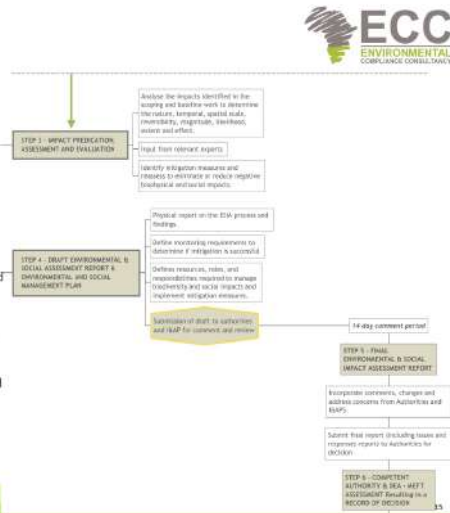 ECC
ENVIRONMENTAL
COMPLIANCE CONSULTANCY
Analyse the impacts identified in the
scoping and baseline work to determine
the nature, temporal, spatial scale,
reversibility, magnitude, likelihood,
extent and effect.
STEP 3 - IMPACT PREDICATION,
ASSESSMENT AND EVALUATION
Input from relevant experts
Identify mitigation measures and
reassess to eliminate or reduce negative
biophysical and social impacts.
Physical report on the ESIA process and
findings.
Define monitoring requirements to
determine if mitigation is successful
STEP 4 - DRAFT ENVIRONMENTAL &
SOCIAL ASSESSMENT REPORT &
ENVIRONMENTAL AND SOCIAL
MANAGEMENT PLAN
Defines resources, roles, and
responsibilities required to manage
biodiversity and social impacts and
implement mitigation measures.
Submission of draft to authorities
and I&AP for comment and review
14 day comment period
STEP 5 - FINAL
ENVIRONMENTAL & SOCIAL
IMPACT ASSESSMENT REPORT
Incorporate comments, changes and
address concerns from Authorities and
I&APS.
Submit final report (including issues and
responses report) to Authorities for
decision
STEP 6 - COMPETENT
AUTHORITY & DEA - MEFT
ASSESSMENT Resulting in a
RECORD OF DECISION